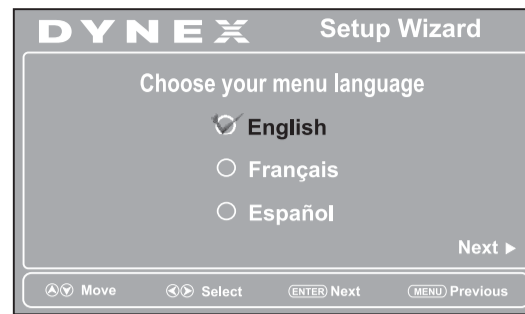 DYNEX Setup Wizard
Choose your menu language
English
Français
Español
Next ►
Move Select ENTER Next MENU Previous